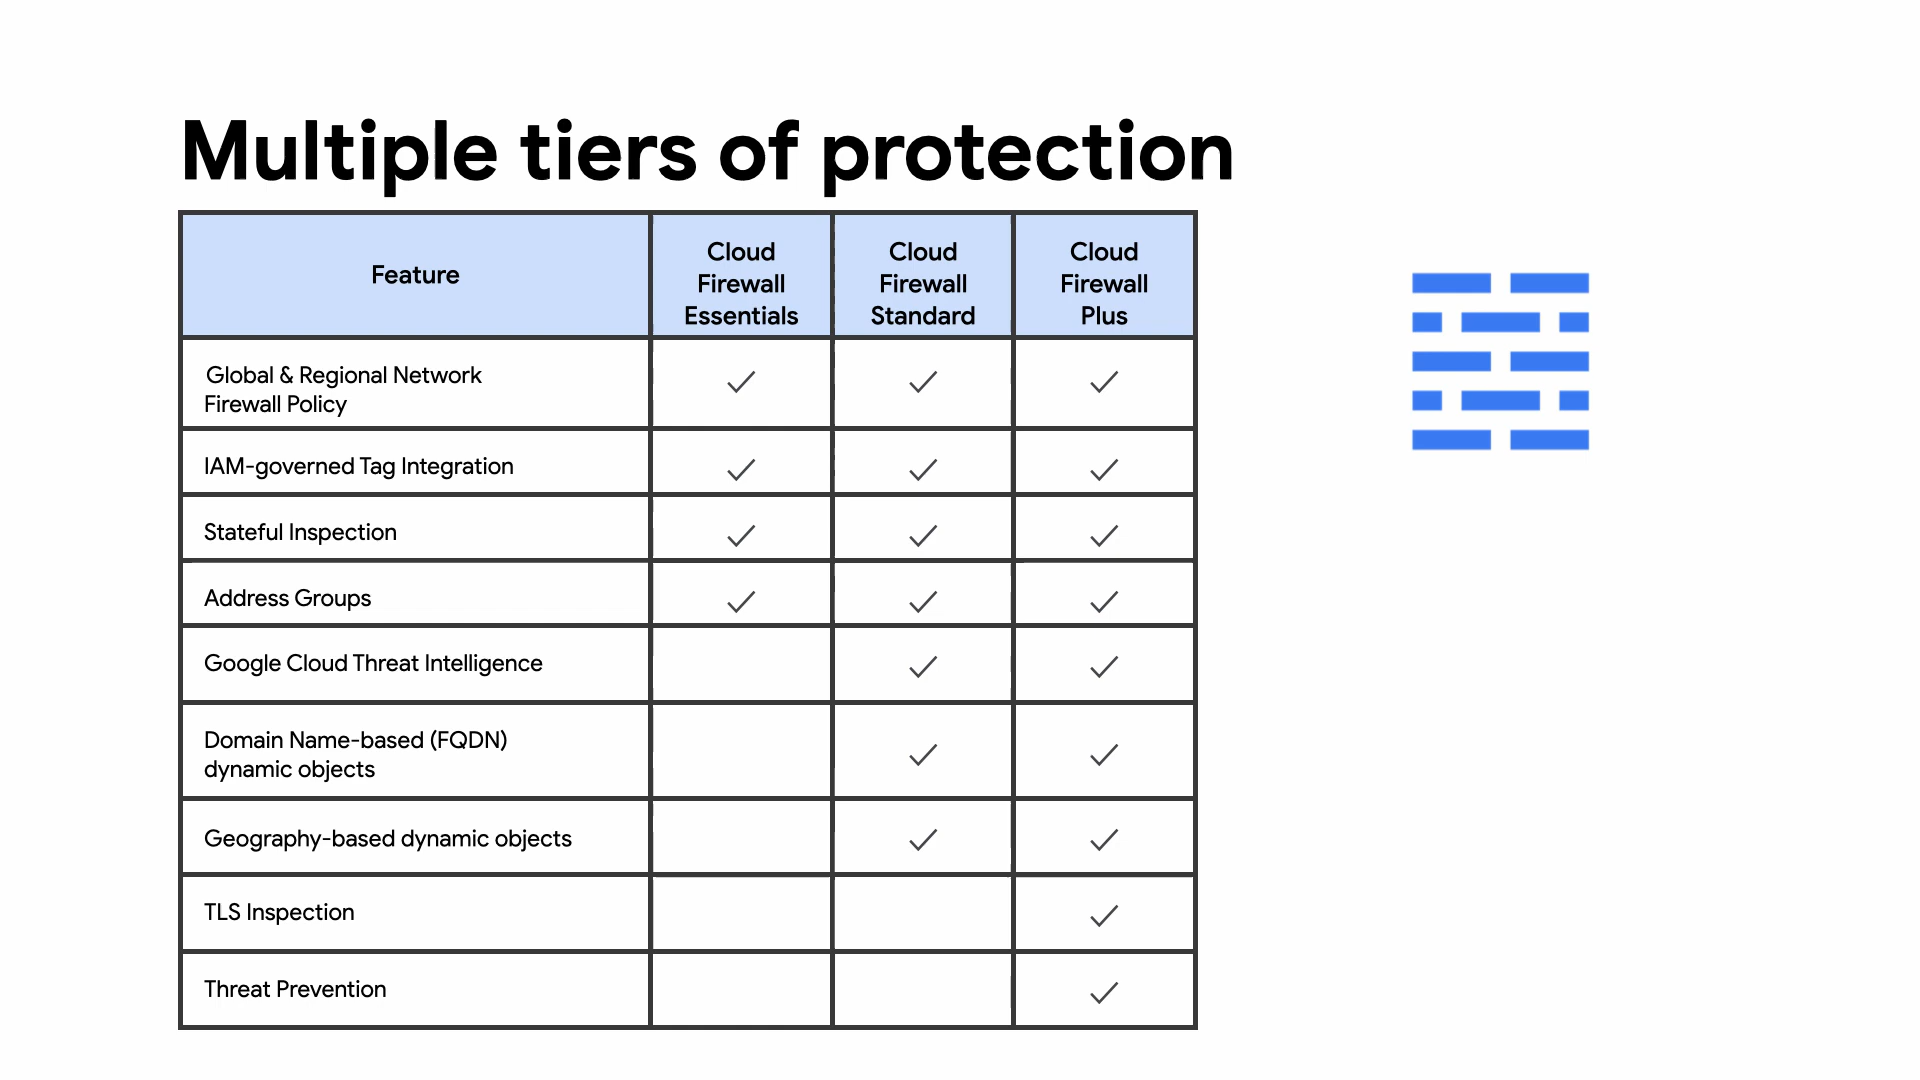 Multiple tiers of protection
Feature
Cloud
Firewall
Essentials
Cloud
Firewall
Standard
Cloud
Firewall
Plus
Global & Regional Network
Firewall Policy
IAM-governed Tag Integration
Stateful Inspection
Address Groups
Google Cloud Threat Intelligence
Domain Name-based (FQDN)
dynamic objects
Geography-based dynamic objects
TLS Inspection
Threat Prevention